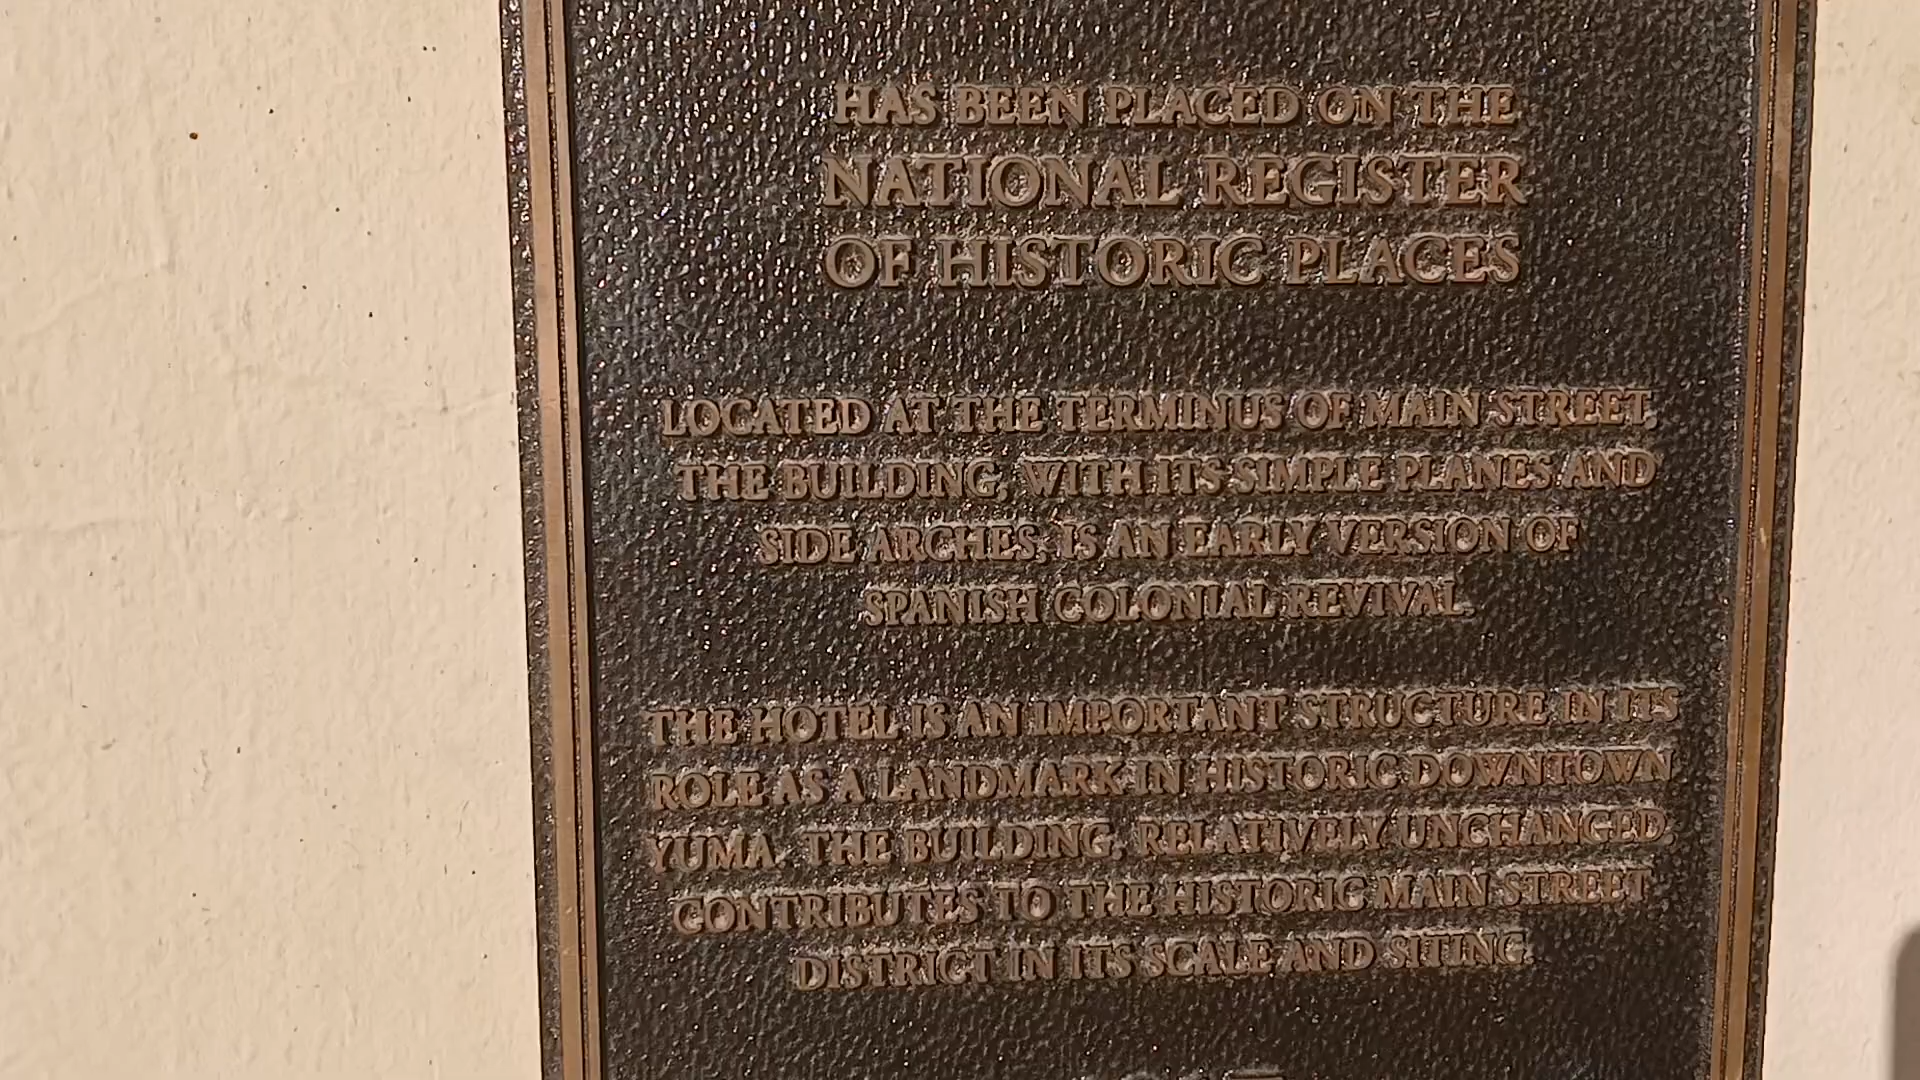 HAS BEEN PLACED ON THE
NATIONAL REGISTER
OF HISTORIC PLACES
LOCATED AT THE TERMINUS OF MAIN STREET,
THE BUILDING, WITH ITS SIMPLE PLANES AND
SIDE ARCHES, IS AN EARLY VERSION OF
SPANISH COLONIAL REVIVAL.
THE HOTEL IS AN IMPORTANT STRUCTURE IN ITS
ROLE AS A LANDMARK IN HISTORIC DOWNTOWN
YUMA. THE BUILDING, RELATIVELY UNCHANGED,
CONTRIBUTES TO THE HISTORIC MAIN STREET
DISTRICT IN ITS SCALE AND SITING.